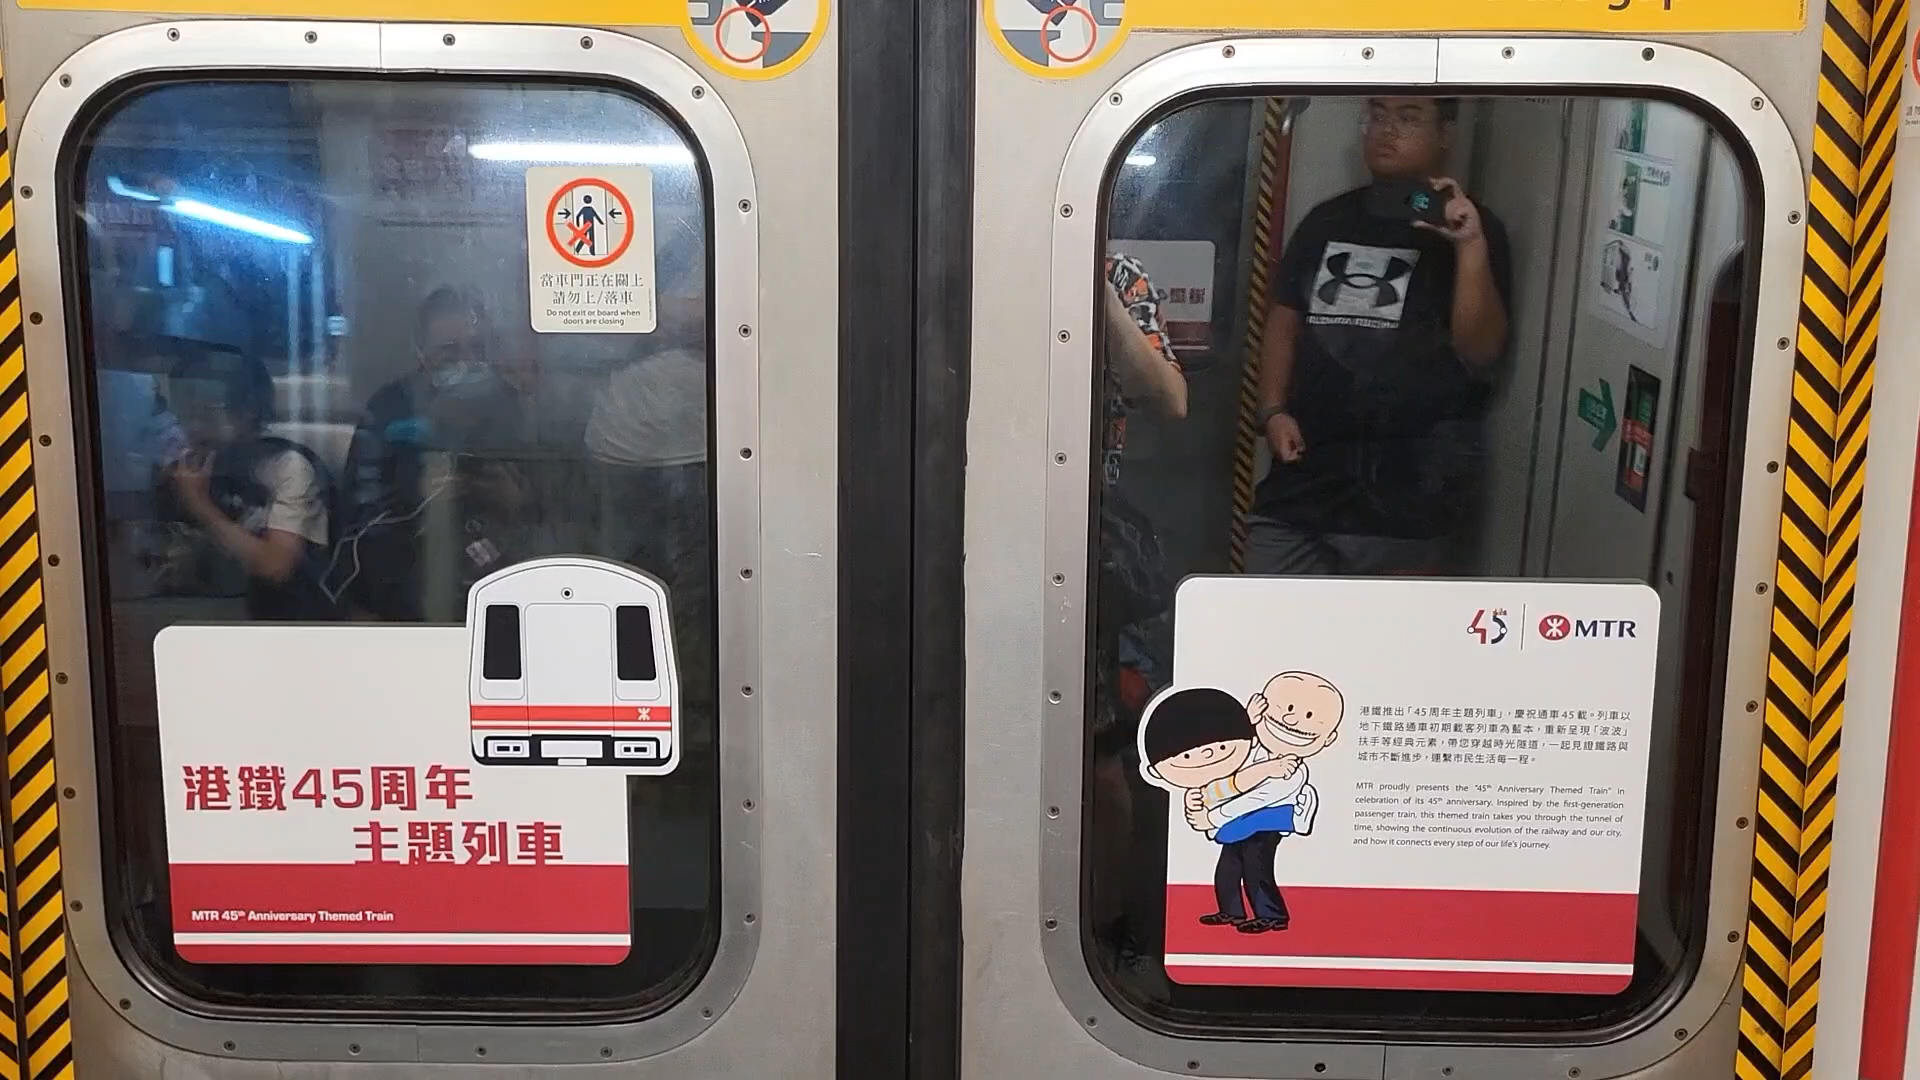 當車門正在關上
請勿上/落車
Do not exit or board when
doors are closing
港鐵45周年
主題列車
MTR 45th Anniversary Themed Train
45 MTR
港鐵推出「45周年主題列車」，慶祝通車45載。列車以
地下鐵路通車初期載客列車為藍本，重新呈現「波波」
扶手等經典元素，帶您穿越時光隧道，一起見證鐵路與
城市不斷進步，連繫市民生活每一程。
MTR proudly presents the "45th Anniversary Themed Train" in
celebration of its 45th anniversary. Inspired by the first-generation
passenger train, this themed train takes you through the tunnel of
time, showing the continuous evolution of the railway and our city,
and how it connects every step of our life's journey.